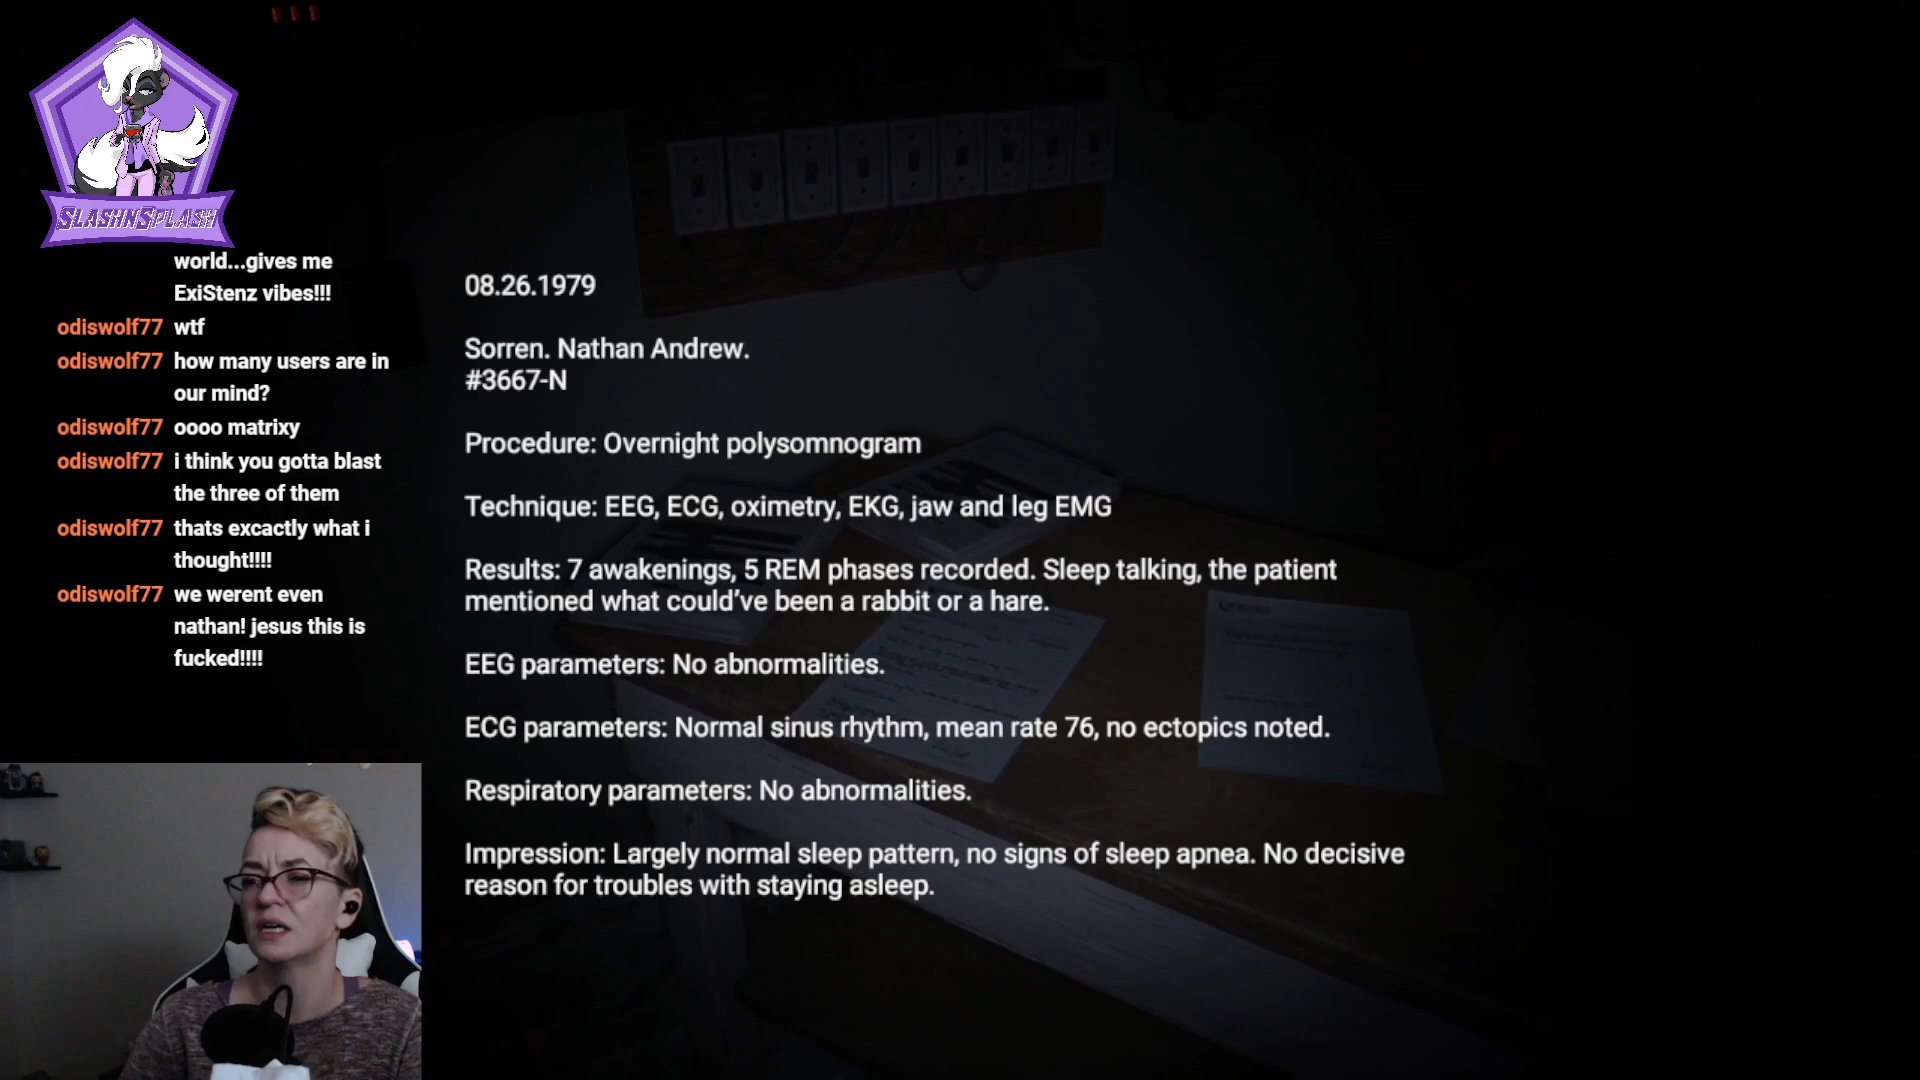 SLASHNSPLASH
world...gives me
ExiStenz vibes!!!
odiswolf77 wtf
odiswolf77 how many users are in
our mind?
odiswolf77 oooo matrixy
odiswolf77 i think you gotta blast
the three of them
odiswolf77 thats excactly what i
thought!!!!
odiswolf77 we werent even
nathan! jesus this is
fucked!!!!
08.26.1979
Sorren. Nathan Andrew.
#3667-N
Procedure: Overnight polysomnogram
Technique: EEG, ECG, oximetry, EKG, jaw and leg EMG
Results: 7 awakenings, 5 REM phases recorded. Sleep talking, the patient
mentioned what could’ve been a rabbit or a hare.
EEG parameters: No abnormalities.
ECG parameters: Normal sinus rhythm, mean rate 76, no ectopics noted.
Respiratory parameters: No abnormalities.
Impression: Largely normal sleep pattern, no signs of sleep apnea. No decisive
reason for troubles with staying asleep.